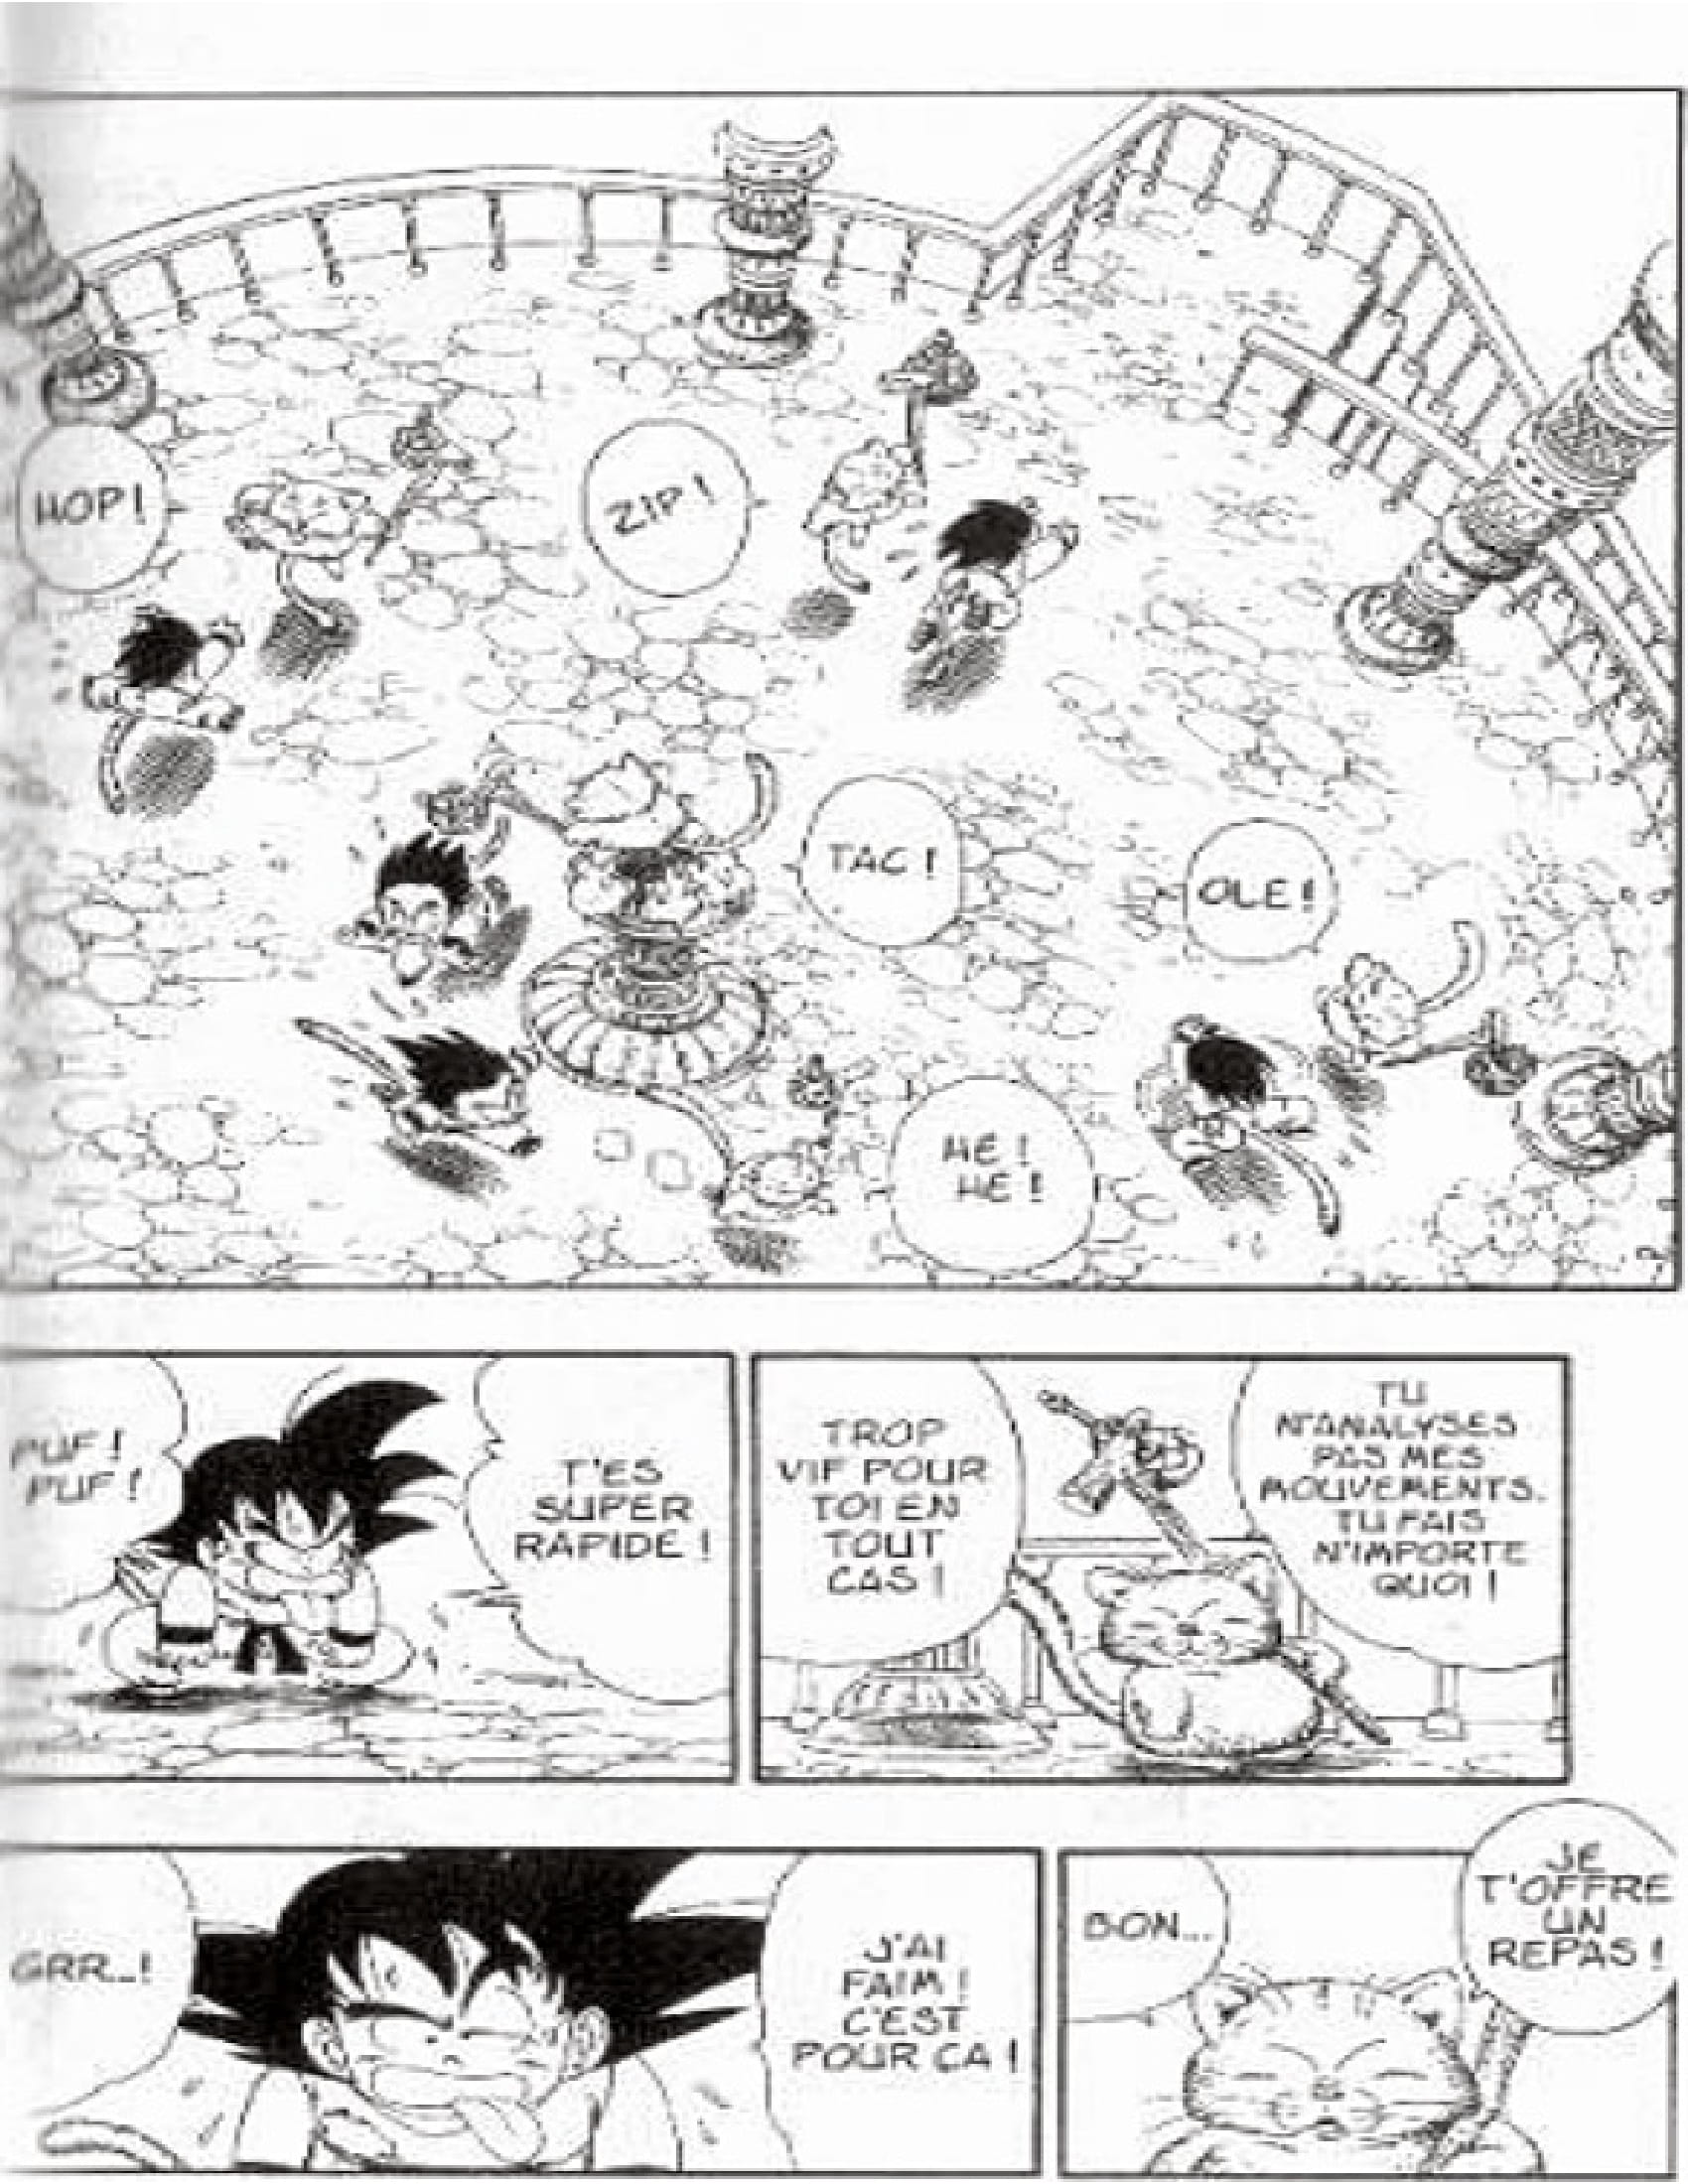 HOP!
ZIP!
TAC!
OLE!
HE!
HE!
PUF!
PUF!
T'ES
SUPER
RAPIDE!
TROP
VIF POUR
TOI EN
TOUT
CAS!
TU
N'ANALYSES
PAS MES
MOUVEMENTS.
TU FAIS
N'IMPORTE
QUOI!
GRR...!
J'AI
FAIM!
C'EST
POUR ÇA!
BON...
JE
T'OFFRE
UN
REPAS!